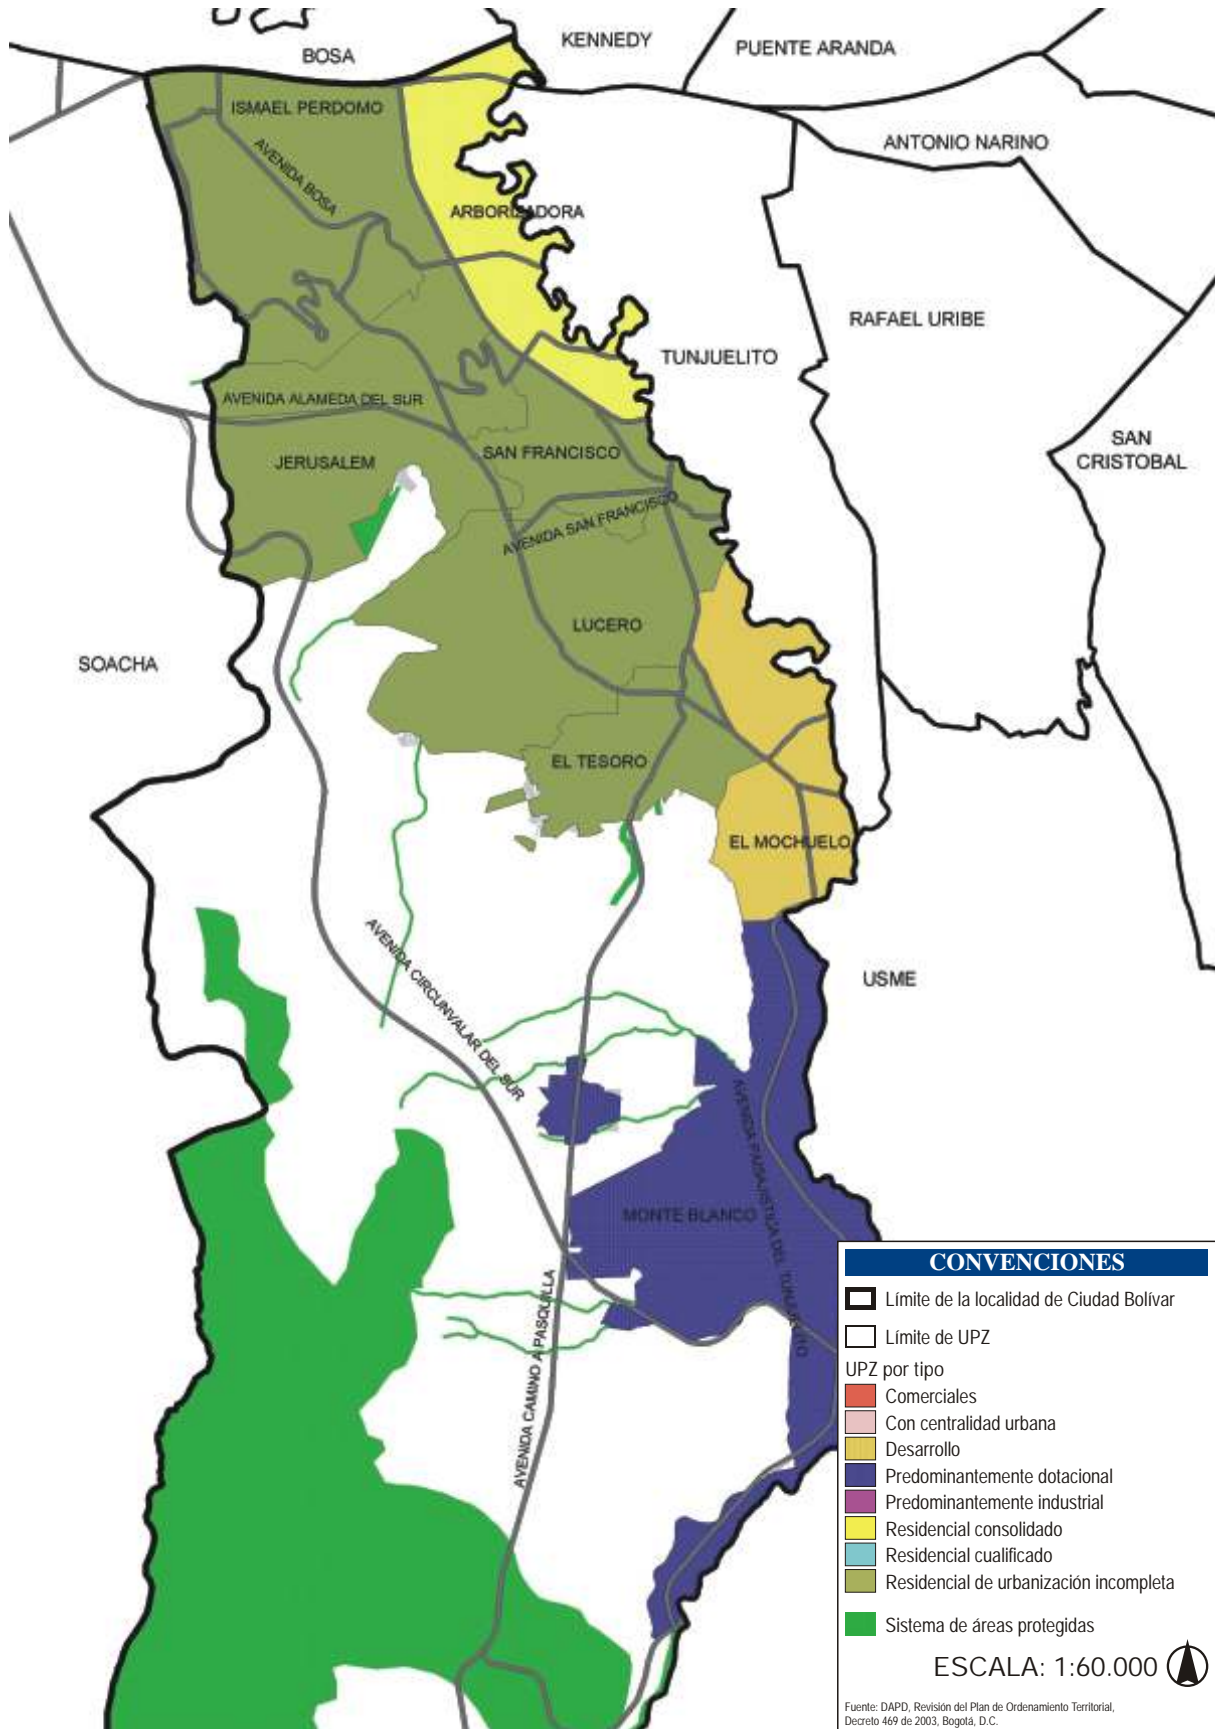 BOSA
KENNEDY
PUENTE ARANDA
ISMAEL PERDOMO
ANTONIO NARINO
AVENIDA BOSA
ARBORIZADORA
RAFAEL URIBE
TUNJUELITO
AVENIDA ALAMEDA DEL SUR
SAN
CRISTOBAL
SAN FRANCISCO
JERUSALEM
AVENIDA SAN FRANCISCO
LUCERO
SOACHA
EL TESORO
EL MOCHUELO
AVENIDA CIRCUNVALAR DEL SUR
USME
AVENIDA PAISAJISTICA DEL TUNJUELITO
MONTE BLANCO
AVENIDA CAMINO A PASQUILLA
CONVENCIONES
Límite de la localidad de Ciudad Bolívar
Límite de UPZ
UPZ por tipo
Comerciales
Con centralidad urbana
Desarrollo
Predominantemente dotacional
Predominantemente industrial
Residencial consolidado
Residencial cualificado
Residencial de urbanización incompleta
Sistema de áreas protegidas
ESCALA: 1:60.000
Fuente: DAPD, Revisión del Plan de Ordenamiento Territorial,
Decreto 469 de 2003, Bogotá, D.C.